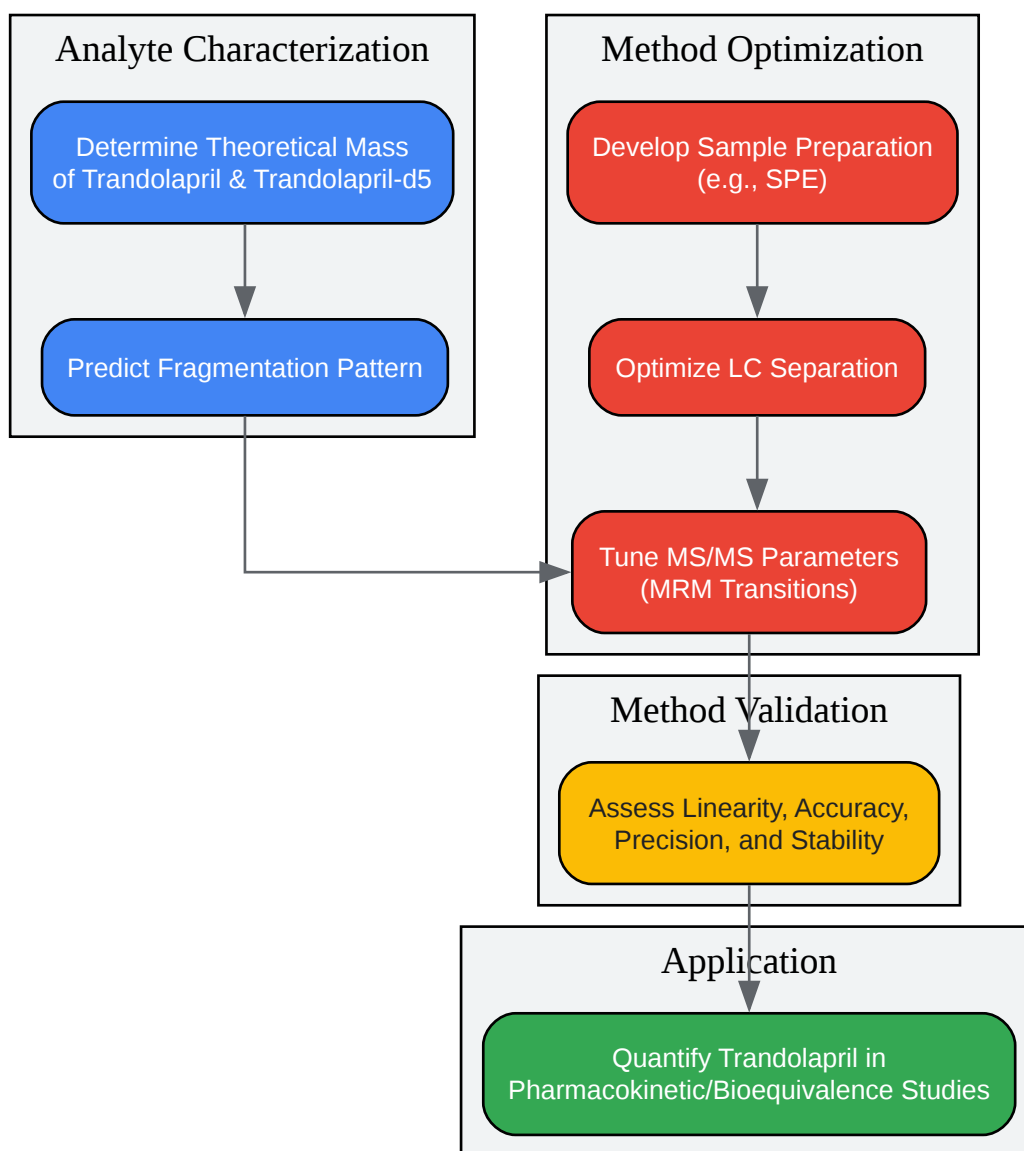 Analyte Characterization
Determine Theoretical Mass
of Trandolapril & Trandolapril-d5
Predict Fragmentation Pattern
Method Optimization
Develop Sample Preparation
(e.g., SPE)
Optimize LC Separation
Tune MS/MS Parameters
(MRM Transitions)
Method Validation
Assess Linearity, Accuracy,
Precision, and Stability
Application
Quantify Trandolapril in
Pharmacokinetic/Bioequivalence Studies